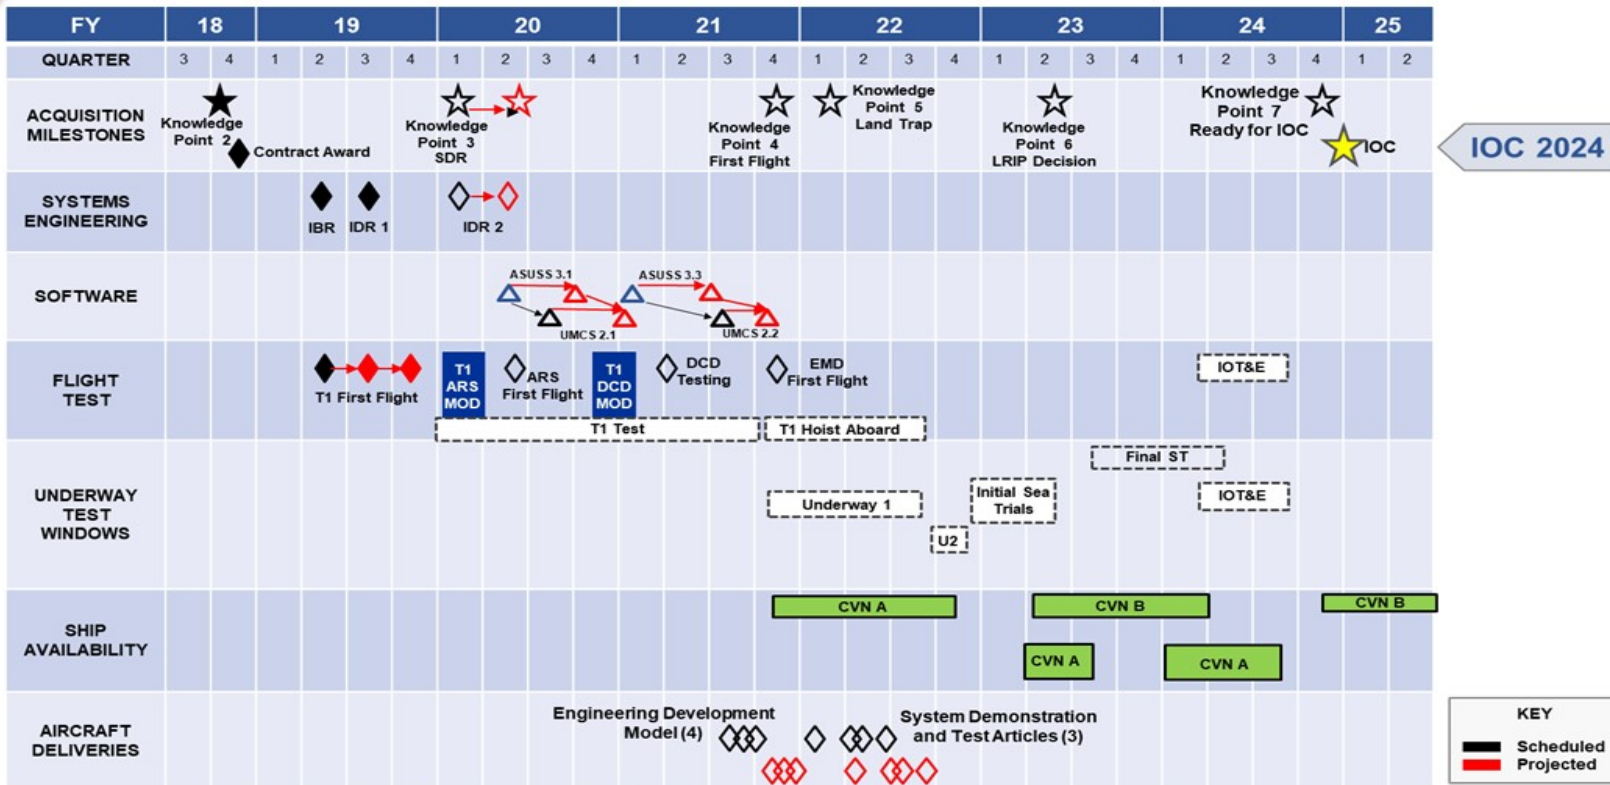 FY 18 19 20 21 22 23 24 25
QUARTER 3 4 1 2 3 4 1 2 3 4 1 2 3 4 1 2 3 4 1 2 3 4 1 2 3 4 1 2
ACQUISITION
MILESTONES
Knowledge
Point 2
Contract Award
Knowledge
Point 3
SDR
Knowledge
Point 4
First Flight
Knowledge
Point 5
Land Trap
Knowledge
Point 6
LRIP Decision
Knowledge
Point 7
Ready for IOC
IOC
IOC 2024
SYSTEMS
ENGINEERING
IBR
IDR 1
IDR 2
SOFTWARE
ASUSS 3.1
UMCS 2.1
ASUSS 3.3
UMCS 2.2
FLIGHT
TEST
T1 First Flight
T1
ARS
MOD
ARS
First Flight
T1
DCD
MOD
DCD
Testing
EMD
First Flight
IOT&E
T1 Test
T1 Hoist Aboard
UNDERWAY
TEST
WINDOWS
Final ST
Underway 1
Initial Sea
Trials
IOT&E
U2
SHIP
AVAILABILITY
CVN A
CVN B
CVN B
CVN A
CVN A
AIRCRAFT
DELIVERIES
Engineering Development
Model (4)
System Demonstration
and Test Articles (3)
KEY
Scheduled
Projected